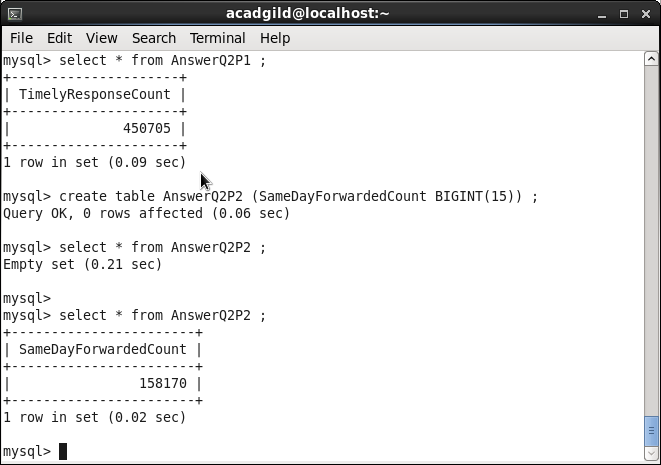 acadgild@localhost:~
File Edit View Search Terminal Help
mysql> select * from AnswerQ2P1 ;
+---------------------+
| TimelyResponseCount |
+---------------------+
|              450705 |
+---------------------+
1 row in set (0.09 sec)
mysql> create table AnswerQ2P2 (SameDayForwardedCount BIGINT(15)) ;
Query OK, 0 rows affected (0.06 sec)
mysql> select * from AnswerQ2P2 ;
Empty set (0.21 sec)
mysql>
mysql> select * from AnswerQ2P2 ;
+-----------------------+
| SameDayForwardedCount |
+-----------------------+
|                158170 |
+-----------------------+
1 row in set (0.02 sec)
mysql>